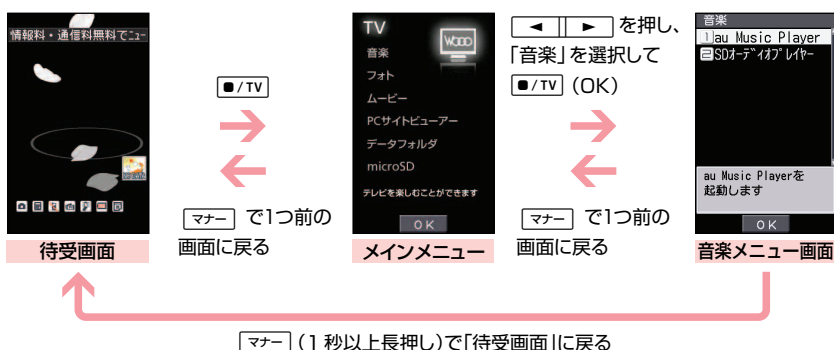 情報料・通信料無料でニュー
待受画面
■/TV
マナー で1つ前の
画面に戻る
TV
Wooo
音楽
フォト
ムービー
PCサイトビューアー
データフォルダ
microSD
テレビを楽しむことができます
OK
メインメニュー
◄ ► を押し、
「音楽」を選択して
■/TV (OK)
マナー で1つ前の
画面に戻る
音楽
1 au Music Player
2 SDオーディオプレイヤー
au Music Playerを
起動します
OK
音楽メニュー画面
マナー (1秒以上長押し)で「待受画面」に戻る